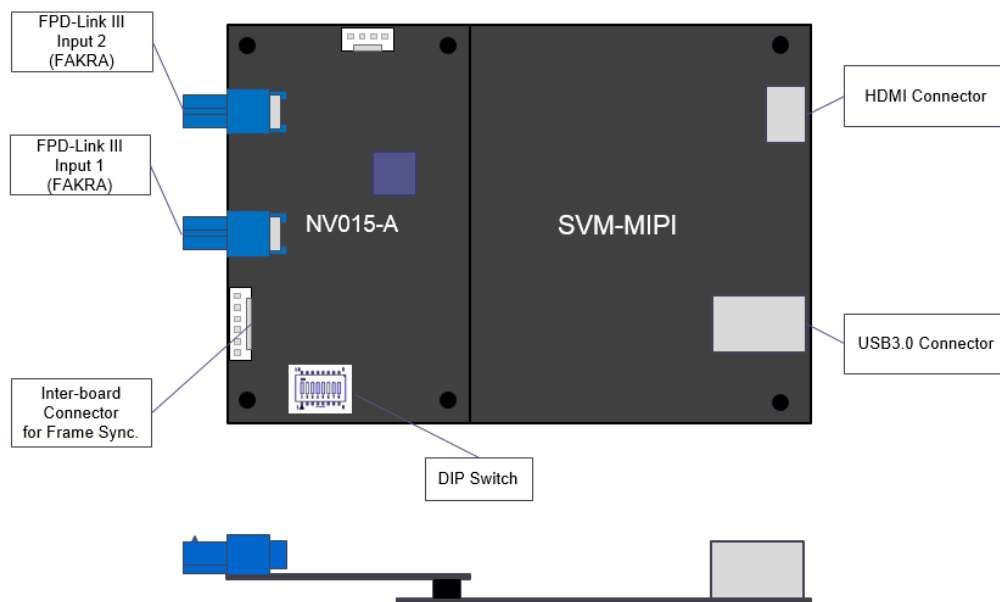 FPD-Link III
Input 2
(FAKRA)
HDMI Connector
FPD-Link III
Input 1
(FAKRA)
NV015-A
SVM-MIPI
USB3.0 Connector
Inter-board
Connector
for Frame Sync.
DIP Switch